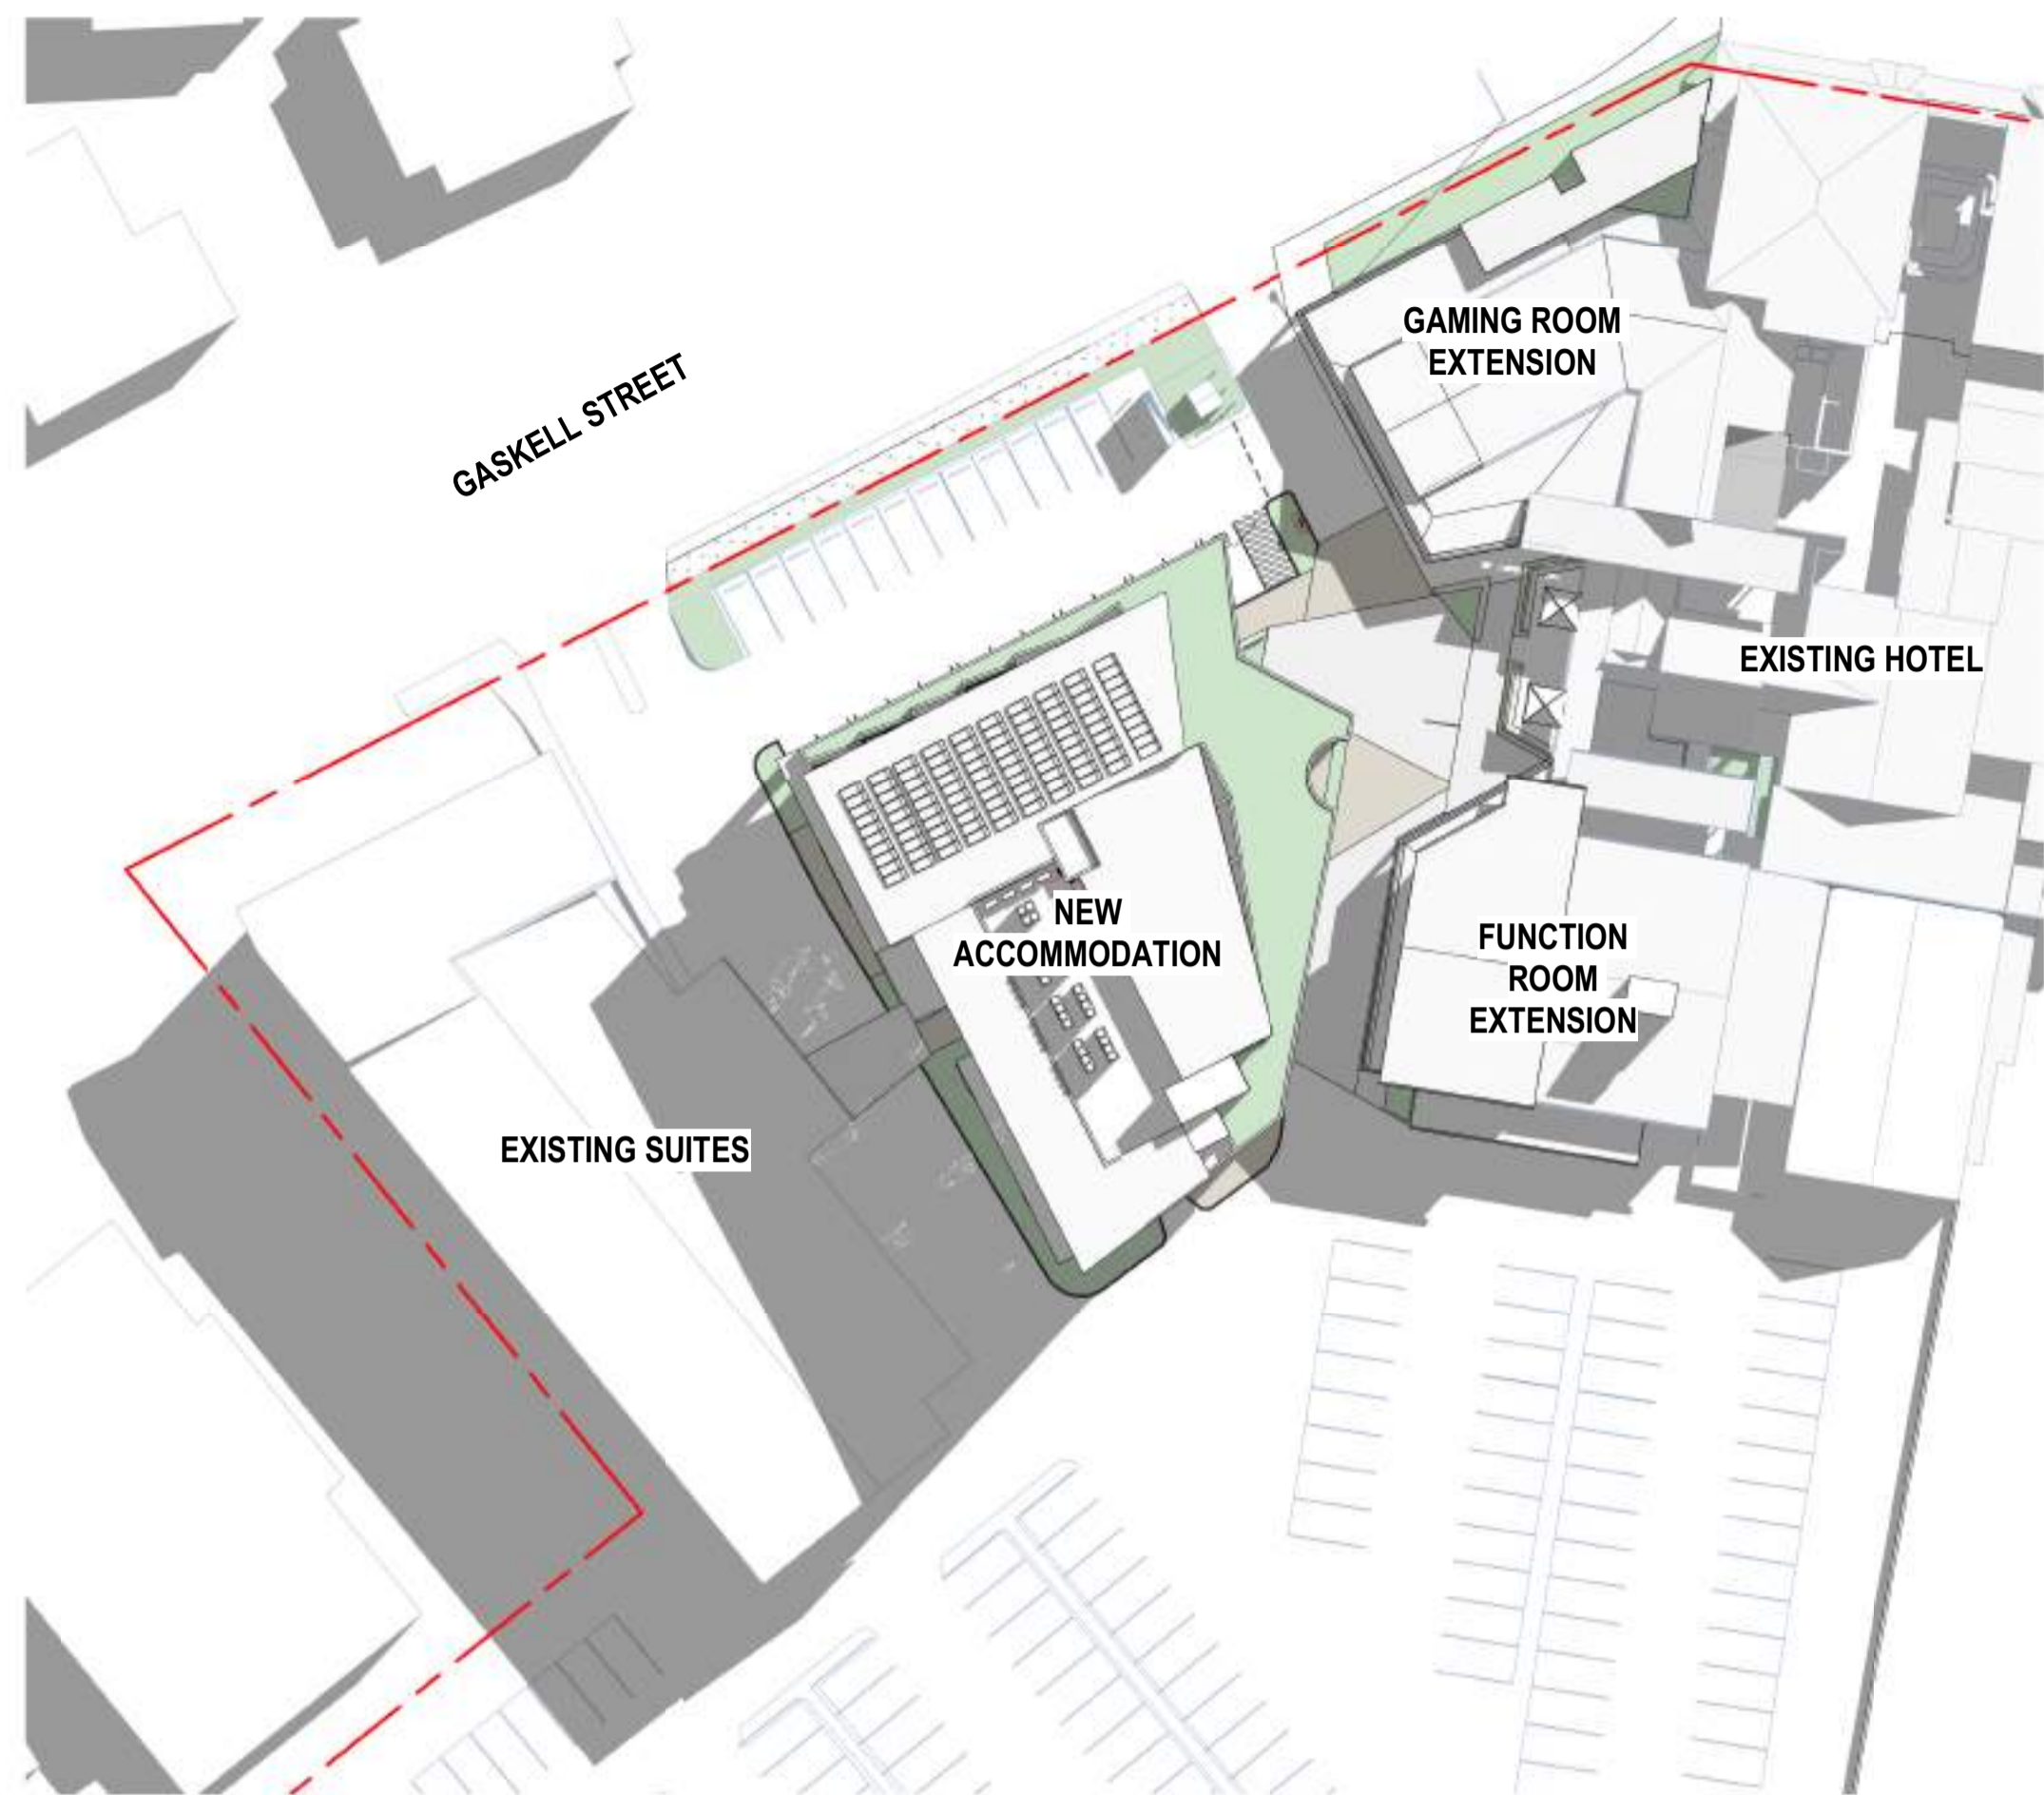 GAMING ROOM
EXTENSION
GASKELL STREET
EXISTING HOTEL
NEW
ACCOMMODATION
FUNCTION
ROOM
EXTENSION
EXISTING SUITES